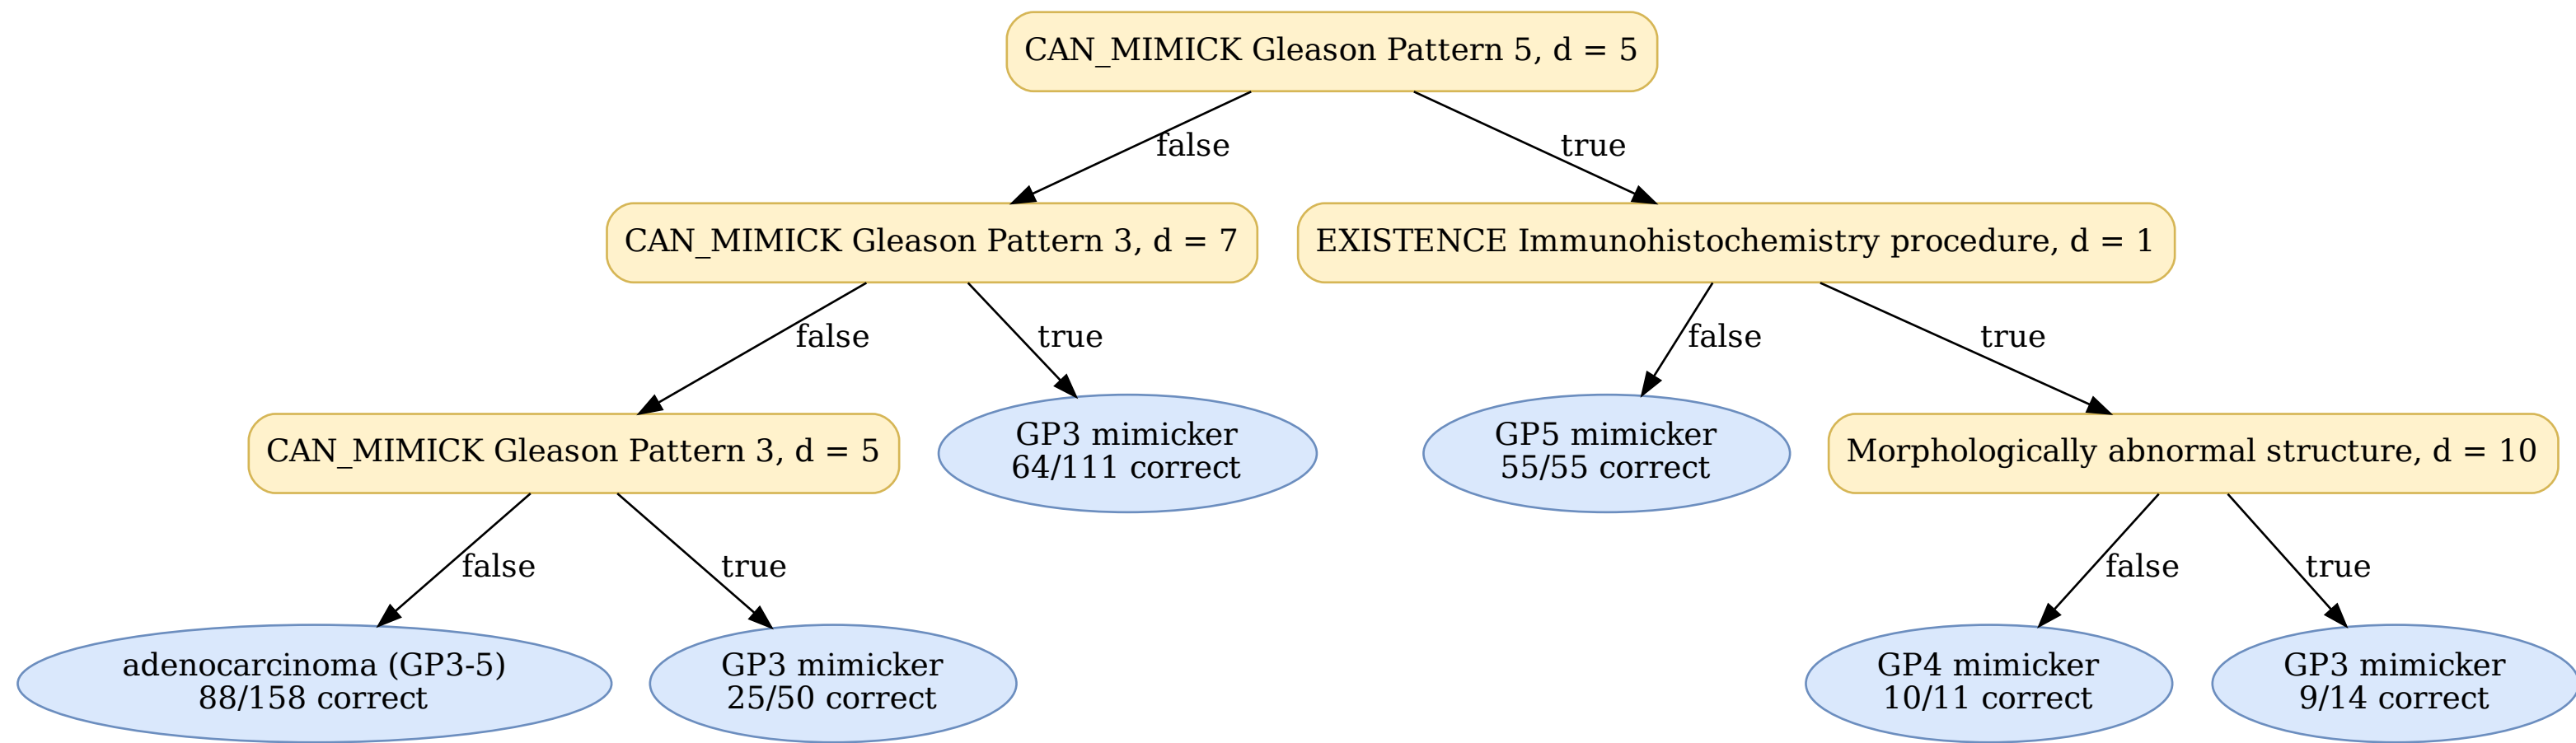 CAN_MIMICK Gleason Pattern 5, d = 5
false
true
CAN_MIMICK Gleason Pattern 3, d = 7
EXISTENCE Immunohistochemistry procedure, d = 1
false
true
false
true
CAN_MIMICK Gleason Pattern 3, d = 5
GP3 mimicker
64/111 correct
GP5 mimicker
55/55 correct
Morphologically abnormal structure, d = 10
false
true
false
true
adenocarcinoma (GP3-5)
88/158 correct
GP3 mimicker
25/50 correct
GP4 mimicker
10/11 correct
GP3 mimicker
9/14 correct